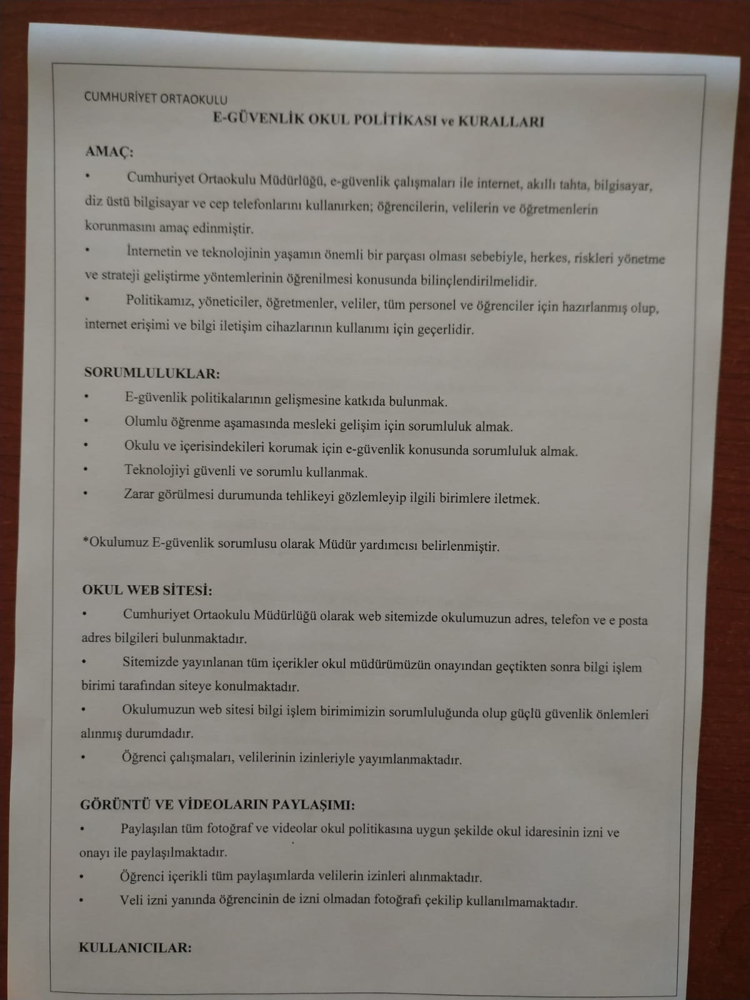 CUMHURİYET ORTAOKULU
E-GÜVENLİK OKUL POLİTİKASI ve KURALLARI
AMAÇ:
• Cumhuriyet Ortaokulu Müdürlüğü, e-güvenlik çalışmaları ile internet, akıllı tahta, bilgisayar,
diz üstü bilgisayar ve cep telefonlarını kullanırken; öğrencilerin, velilerin ve öğretmenlerin
korunmasını amaç edinmiştir.
• İnternetin ve teknolojinin yaşamın önemli bir parçası olması sebebiyle, herkes, riskleri yönetme
ve strateji geliştirme yöntemlerinin öğrenilmesi konusunda bilinçlendirilmelidir.
• Politikamız, yöneticiler, öğretmenler, veliler, tüm personel ve öğrenciler için hazırlanmış olup,
internet erişimi ve bilgi iletişim cihazlarının kullanımı için geçerlidir.
SORUMLULUKLAR:
• E-güvenlik politikalarının gelişmesine katkıda bulunmak.
• Olumlu öğrenme aşamasında mesleki gelişim için sorumluluk almak.
• Okulu ve içerisindekileri korumak için e-güvenlik konusunda sorumluluk almak.
• Teknolojiyi güvenli ve sorumlu kullanmak.
• Zarar görülmesi durumunda tehlikeyi gözlemleyip ilgili birimlere iletmek.
*Okulumuz E-güvenlik sorumlusu olarak Müdür yardımcısı belirlenmiştir.
OKUL WEB SİTESİ:
• Cumhuriyet Ortaokulu Müdürlüğü olarak web sitemizde okulumuzun adres, telefon ve e posta
adres bilgileri bulunmaktadır.
• Sitemizde yayınlanan tüm içerikler okul müdürümüzün onayından geçtikten sonra bilgi işlem
birimi tarafından siteye konulmaktadır.
• Okulumuzun web sitesi bilgi işlem birimimizin sorumluluğunda olup güçlü güvenlik önlemleri
alınmış durumdadır.
• Öğrenci çalışmaları, velilerinin izinleriyle yayımlanmaktadır.
GÖRÜNTÜ VE VİDEOLARIN PAYLAŞIMI:
• Paylaşılan tüm fotoğraf ve videolar okul politikasına uygun şekilde okul idaresinin izni ve
onayı ile paylaşılmaktadır.
• Öğrenci içerikli tüm paylaşımlarda velilerin izinleri alınmaktadır.
• Veli izni yanında öğrencinin de izni olmadan fotoğrafı çekilip kullanılmamaktadır.
KULLANICILAR: